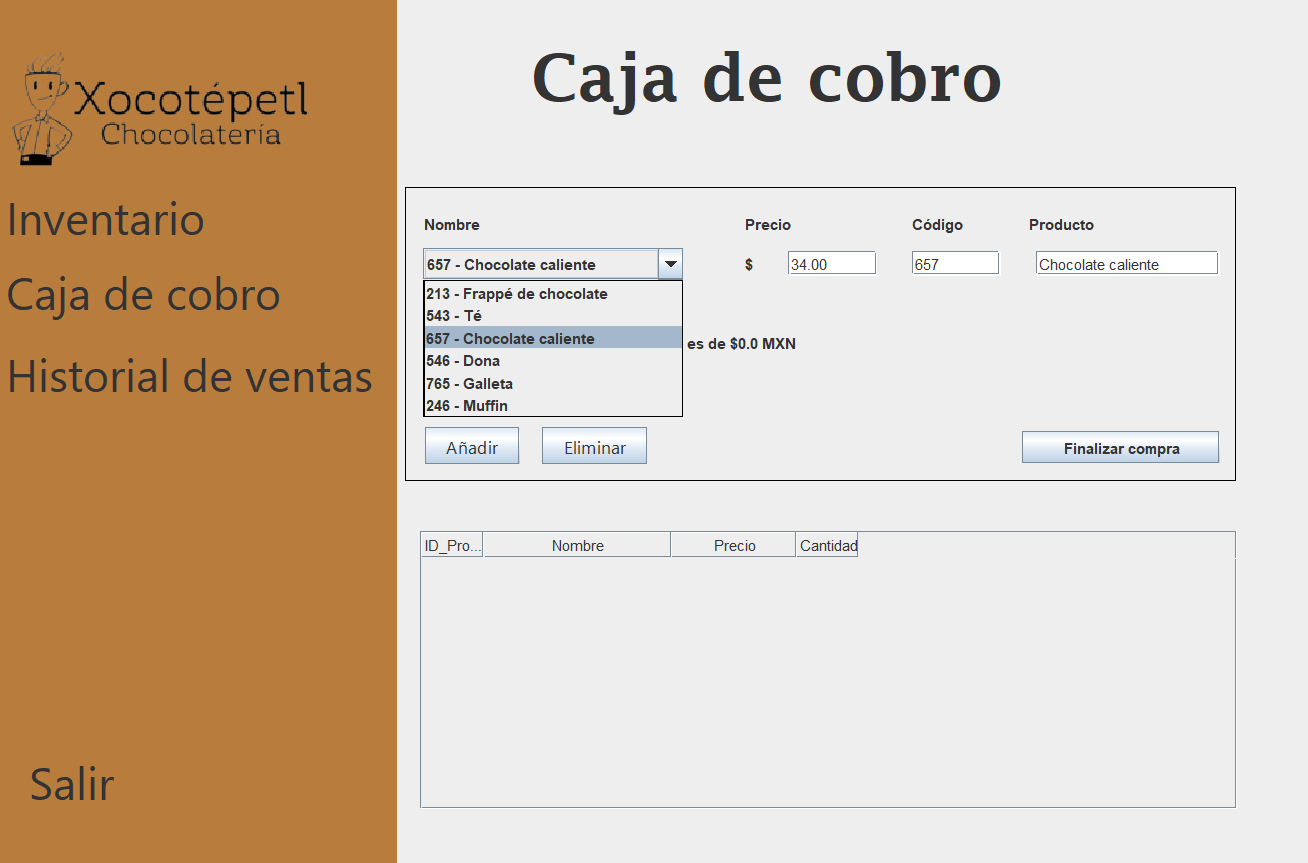 Xocotépetl
Chocolatería
Inventario
Caja de cobro
Historial de ventas
Salir
Caja de cobro
Nombre Precio Código Producto
657 - Chocolate caliente $ 34.00 657 Chocolate caliente
213 - Frappé de chocolate
543 - Té
657 - Chocolate caliente
es de $0.0 MXN
546 - Dona
765 - Galleta
246 - Muffin
Añadir Eliminar Finalizar compra
ID_Pro... Nombre Precio Cantidad